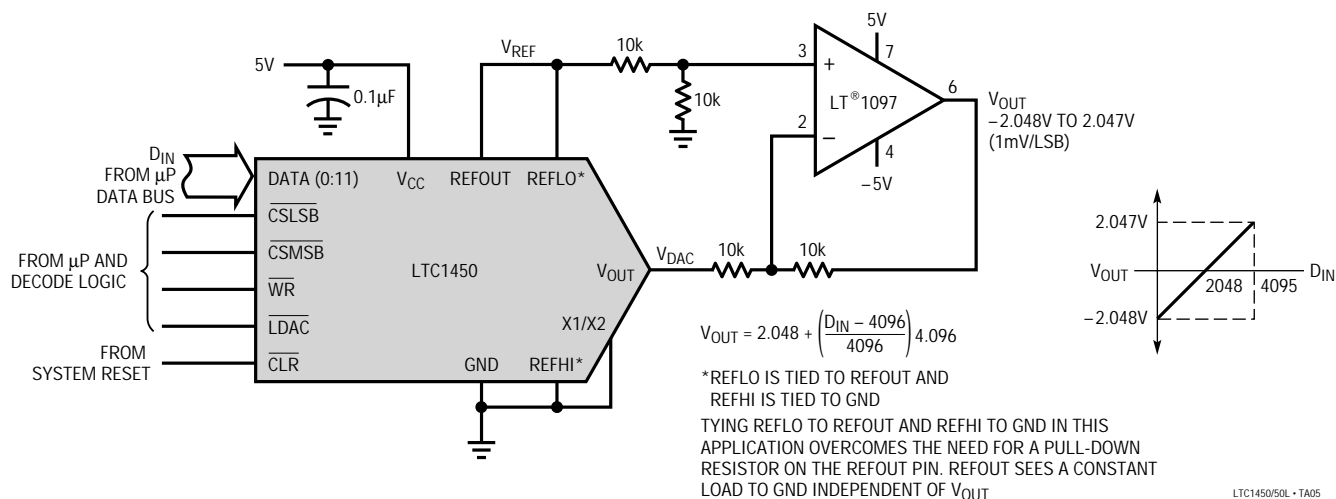 5V
0.1µF
V_REF
10k
10k
3
+
2
−
LT®1097
5V
7
4
−5V
6
V_OUT
−2.048V TO 2.047V
(1mV/LSB)
D_IN
FROM µP
DATA BUS
DATA (0:11)
V_CC
REFOUT
REFLO*
CSLSB
CSMSB
WR
LDAC
CLR
FROM µP AND
DECODE LOGIC
FROM
SYSTEM RESET
LTC1450
V_OUT
X1/X2
GND
REFHI*
V_DAC
10k
10k
V_OUT = 2.048 + ((D_IN − 4096)/4096) 4.096
*REFLO IS TIED TO REFOUT AND
REFHI IS TIED TO GND
TYING REFLO TO REFOUT AND REFHI TO GND IN THIS
APPLICATION OVERCOMES THE NEED FOR A PULL-DOWN
RESISTOR ON THE REFOUT PIN. REFOUT SEES A CONSTANT
LOAD TO GND INDEPENDENT OF V_OUT
2.047V
V_OUT
−2.048V
2048
4095
D_IN
LTC1450/50L • TA05